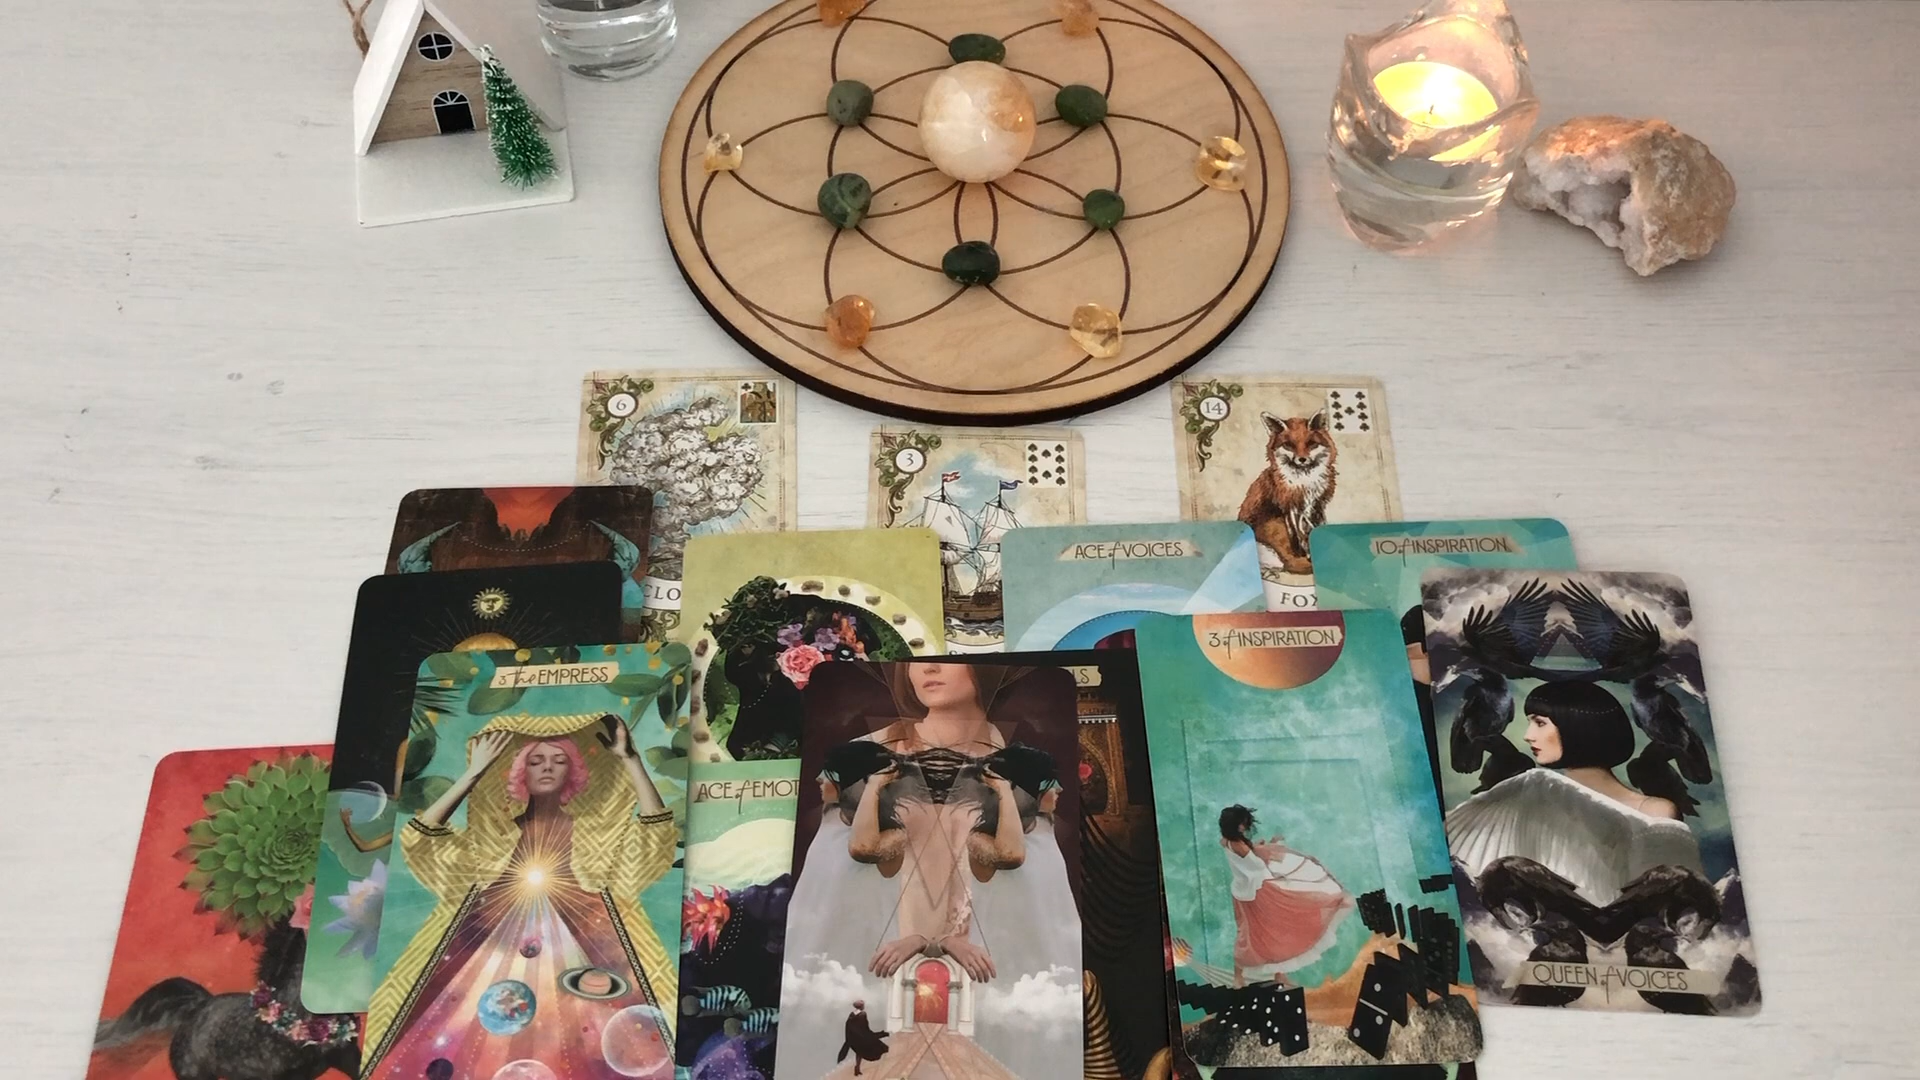 6
14
3
ACE of VOICES
10 of INSPIRATION
CLO
FOX
3 of INSPIRATION
3 the EMPRESS
LS
ACE of EMOT
QUEEN of VOICES